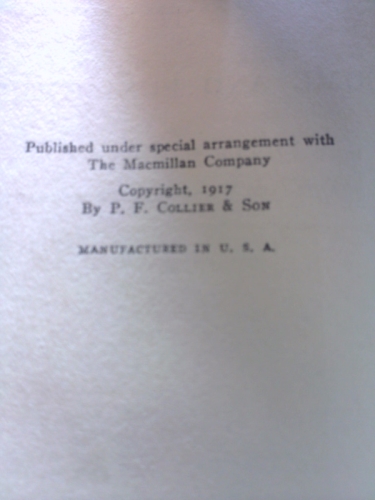 Published under special arrangement with
The Macmillan Company
Copyright, 1917
By P. F. Collier & Son
MANUFACTURED IN U. S. A.